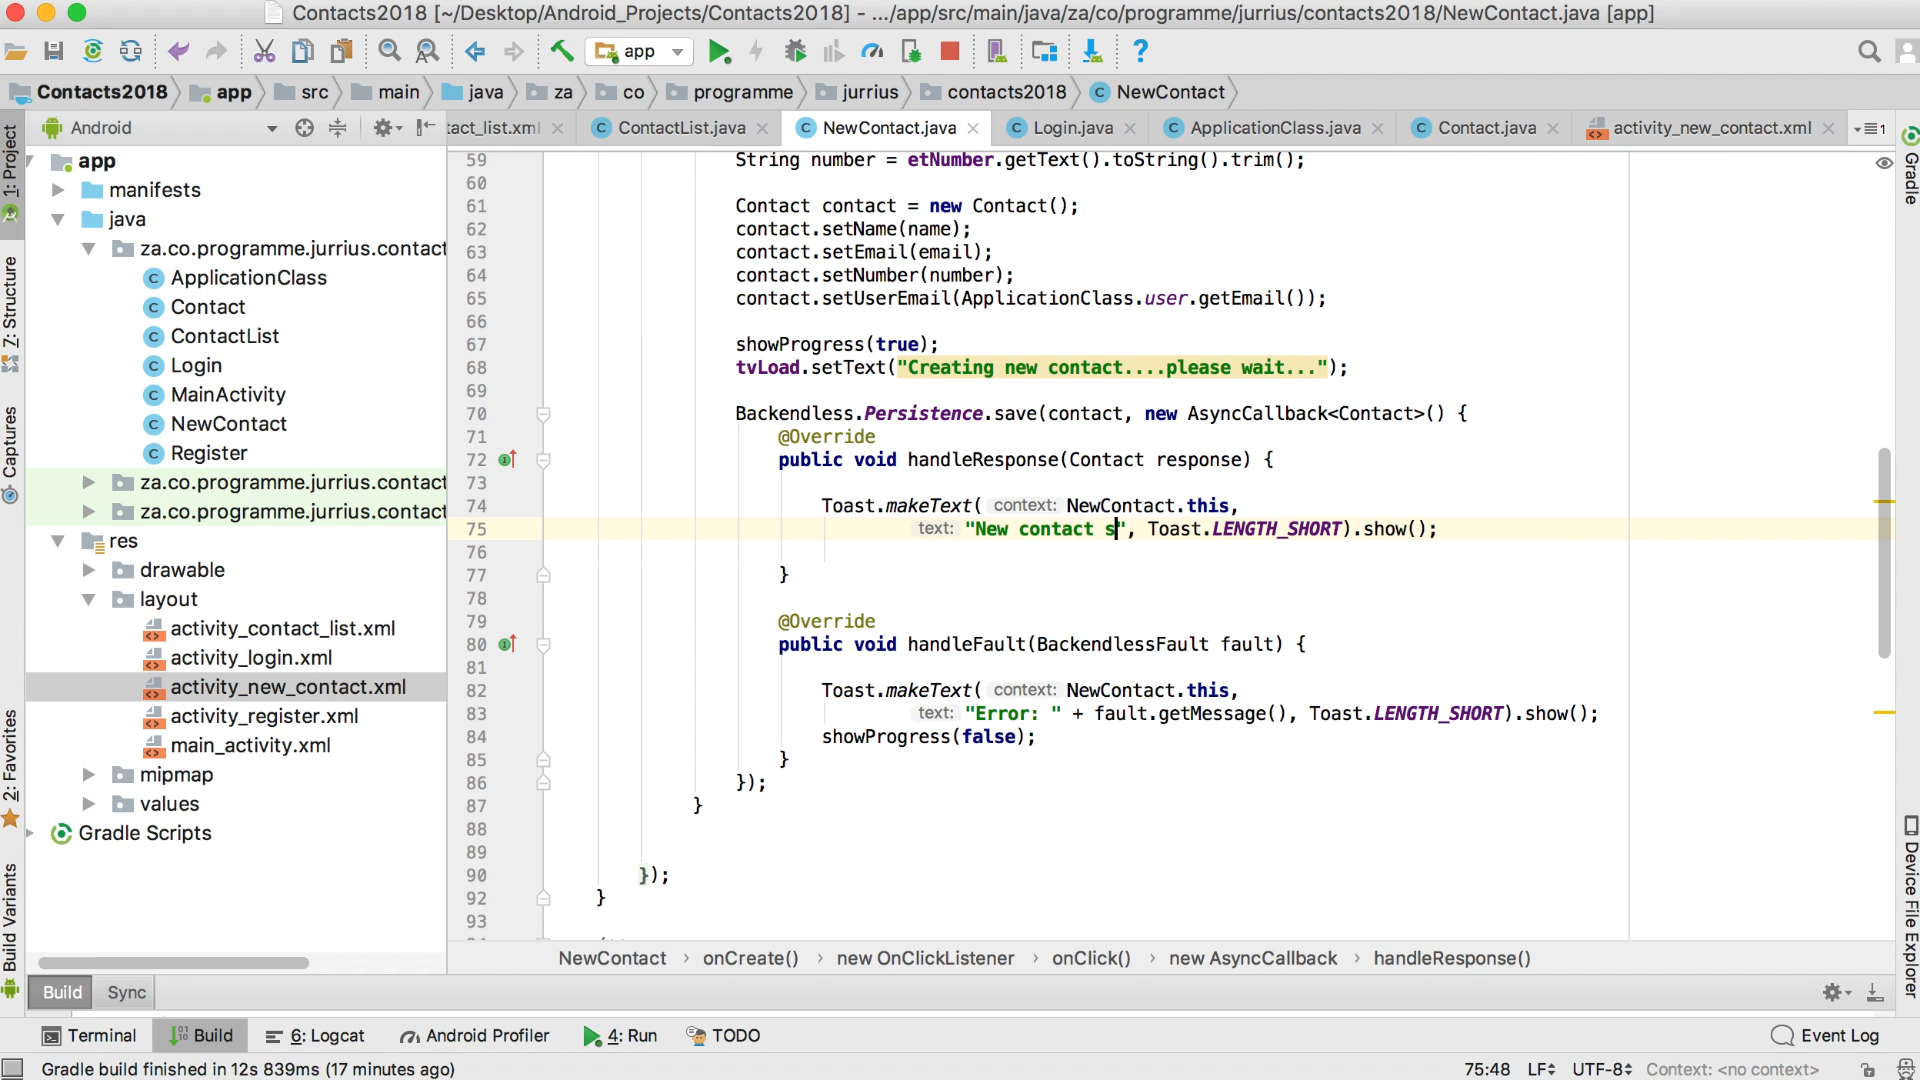 Contacts2018 [~/Desktop/Android_Projects/Contacts2018] - .../app/src/main/java/za/co/programme/jurrius/contacts2018/NewContact.java [app]
app
Contacts2018 app src main java za co programme jurrius contacts2018 NewContact
Android
tact_list.xml ContactList.java NewContact.java Login.java ApplicationClass.java Contact.java activity_new_contact.xml 1
1: Project
Z: Structure
Captures
2: Favorites
Build Variants
app
manifests
java
za.co.programme.jurrius.contact
ApplicationClass
Contact
ContactList
Login
MainActivity
NewContact
Register
za.co.programme.jurrius.contact
za.co.programme.jurrius.contact
res
drawable
layout
activity_contact_list.xml
activity_login.xml
activity_new_contact.xml
activity_register.xml
main_activity.xml
mipmap
values
Gradle Scripts
59 String number = etNumber.getText().toString().trim();
60
61 Contact contact = new Contact();
62 contact.setName(name);
63 contact.setEmail(email);
64 contact.setNumber(number);
65 contact.setUserEmail(ApplicationClass.user.getEmail());
66
67 showProgress(true);
68 tvLoad.setText("Creating new contact....please wait...");
69
70 Backendless.Persistence.save(contact, new AsyncCallback<Contact>() {
71 @Override
72 public void handleResponse(Contact response) {
73
74 Toast.makeText( context: NewContact.this,
75 text: "New contact s", Toast.LENGTH_SHORT).show();
76
77 }
78
79 @Override
80 public void handleFault(BackendlessFault fault) {
81
82 Toast.makeText( context: NewContact.this,
83 text: "Error: " + fault.getMessage(), Toast.LENGTH_SHORT).show();
84 showProgress(false);
85 }
86 });
87 }
88
89
90 });
92 }
93
NewContact › onCreate() › new OnClickListener › onClick() › new AsyncCallback › handleResponse()
Gradle
Device File Explorer
Build Sync
Terminal Build 6: Logcat Android Profiler 4: Run TODO Event Log
Gradle build finished in 12s 839ms (17 minutes ago) 75:48 LF UTF-8 Context: <no context>